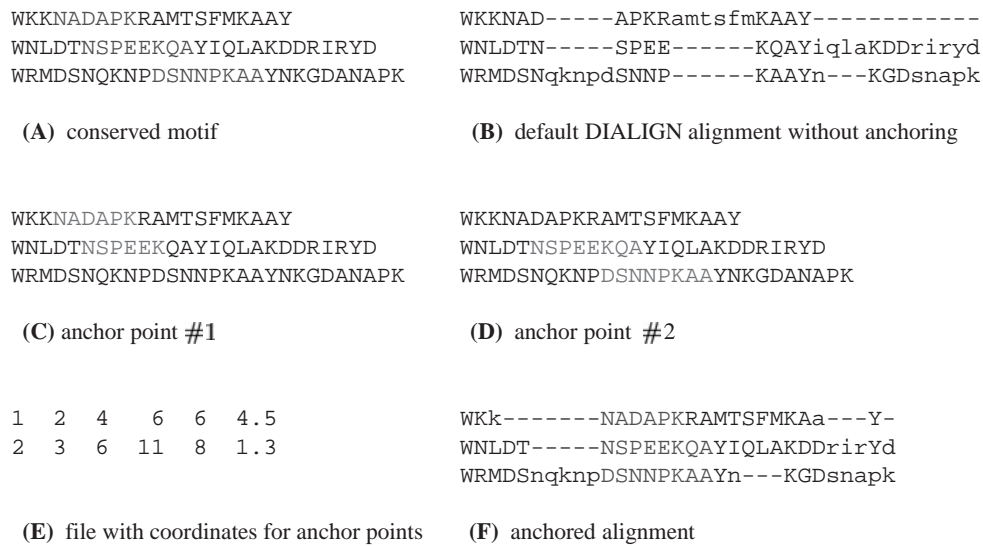 WKKNADAPKRAMTSFMKAAY
WNLDTNSPEEKQAYIQLAKDDRIRYD
WRMDSNQKNPDSNNPKAAYNKGDANAPK
(A) conserved motif
WKKNAD-----APKRamtsfmKAAY------------
WNLDTN-----SPEE------KQAYiqlaKDDriryd
WRMDSNqknpdSNNP------KAAYn---KGDsnapk
(B) default DIALIGN alignment without anchoring
WKKNADAPKRAMTSFMKAAY
WNLDTNSPEEKQAYIQLAKDDRIRYD
WRMDSNQKNPDSNNPKAAYNKGDANAPK
(C) anchor point #1
WKKNADAPKRAMTSFMKAAY
WNLDTNSPEEKQAYIQLAKDDRIRYD
WRMDSNQKNPDSNNPKAAYNKGDANAPK
(D) anchor point #2
1 2 4 6 6 4.5
2 3 6 11 8 1.3
(E) file with coordinates for anchor points
WKk-------NADAPKRAMTSFMKAa---Y-
WNLDT-----NSPEEKQAYIQLAKDDrirYd
WRMDSnqknpDSNNPKAAYn---KGDsnapk
(F) anchored alignment